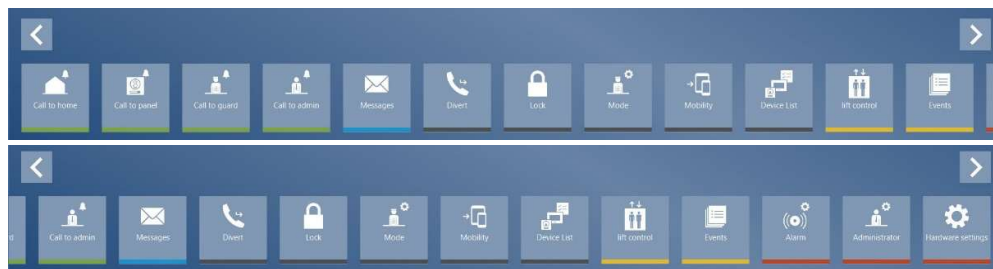 Call to home Call to panel Call to guard Call to admin Messages Divert Lock Mode Mobility Device List lift control Events
Call to admin Messages Divert Lock Mode Mobility Device List lift control Events Alarm Administrator Hardware settings